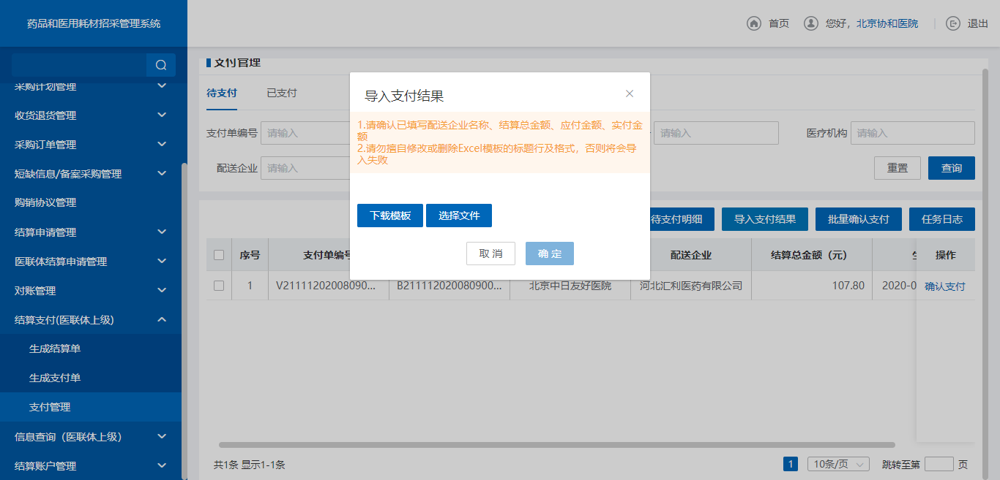 药品和医用耗材招采管理系统
首页
您好，北京协和医院
退出
采购计划管理
收货退货管理
采购订单管理
短缺信息/备案采购管理
购销协议管理
结算申请管理
医联体结算申请管理
对账管理
结算支付(医联体上级)
生成结算单
生成支付单
支付管理
信息查询（医联体上级）
结算账户管理
支付管理
待支付 已支付
支付单编号 请输入 请输入 医疗机构 请输入
配送企业 请输入 重置 查询
导入支付结果
1.请确认已填写配送企业名称、结算总金额、应付金额、实付金
额
2.请勿擅自修改或删除Excel模板的标题行及格式，否则将会导
入失败
下载模板 选择文件
取消 确定
待支付明细 导入支付结果 批量确认支付 任务日志
序号 支付单编号 配送企业 结算总金额（元） 操作
1 V21111202008090... B211112020080900... 北京中日友好医院 河北汇利医药有限公司 107.80 2020-0 确认支付
共1条 显示1-1条
1 10条/页 跳转至第 页